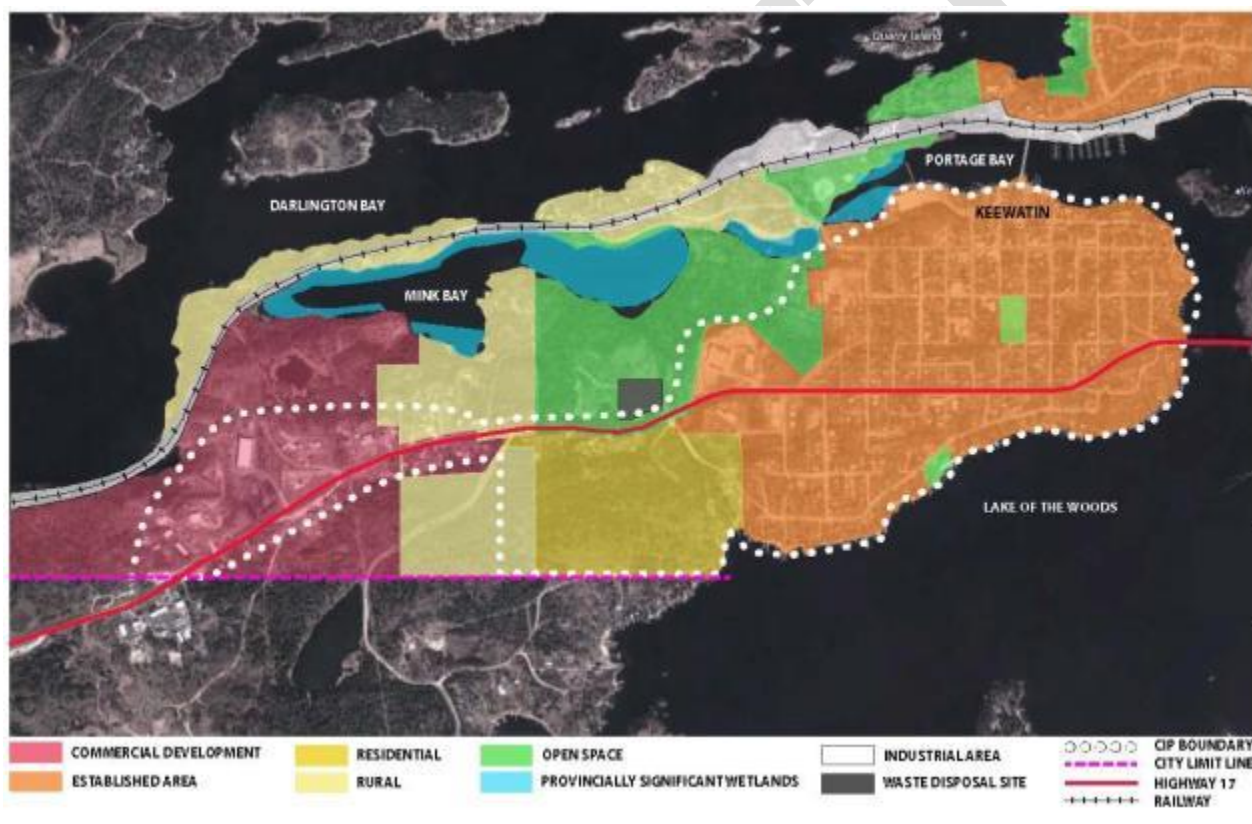 Quarry Island
PORTAGE BAY
DARLINGTON BAY
KEEWATIN
MINK BAY
LAKE OF THE WOODS
COMMERCIAL DEVELOPMENT
RESIDENTIAL
OPEN SPACE
INDUSTRIAL AREA
CIP BOUNDARY
CITY LIMIT LINE
ESTABLISHED AREA
RURAL
PROVINCIALLY SIGNIFICANT WETLANDS
WASTE DISPOSAL SITE
HIGHWAY 17
RAILWAY